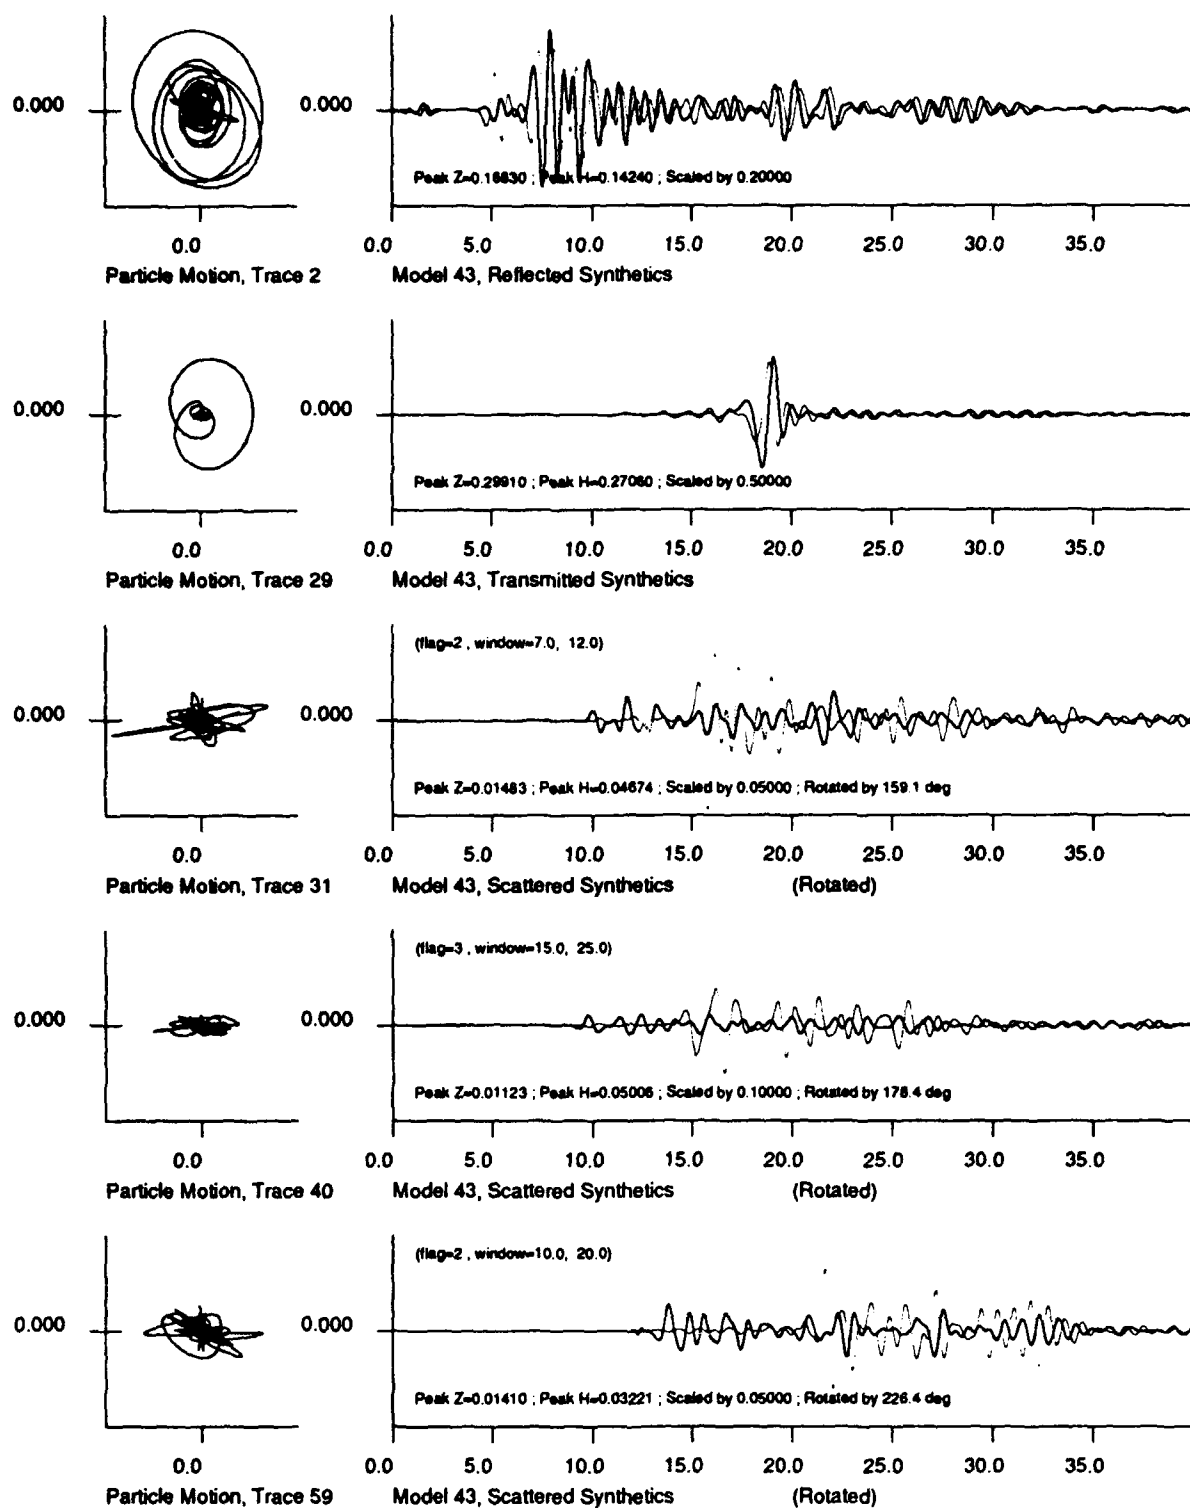 0.000 0.000
Peak Z=0.16630 ; Peak H=0.14240 ; Scaled by 0.20000
0.0 0.0 5.0 10.0 15.0 20.0 25.0 30.0 35.0
Particle Motion, Trace 2 Model 43, Reflected Synthetics
0.000 0.000
Peak Z=0.29910 ; Peak H=0.27060 ; Scaled by 0.50000
0.0 0.0 5.0 10.0 15.0 20.0 25.0 30.0 35.0
Particle Motion, Trace 29 Model 43, Transmitted Synthetics
(flag=2 , window=7.0, 12.0)
0.000 0.000
Peak Z=0.01483 ; Peak H=0.04674 ; Scaled by 0.05000 ; Rotated by 159.1 deg
0.0 0.0 5.0 10.0 15.0 20.0 25.0 30.0 35.0
Particle Motion, Trace 31 Model 43, Scattered Synthetics (Rotated)
(flag=3 , window=15.0, 25.0)
0.000 0.000
Peak Z=0.01123 ; Peak H=0.05006 ; Scaled by 0.10000 ; Rotated by 178.4 deg
0.0 0.0 5.0 10.0 15.0 20.0 25.0 30.0 35.0
Particle Motion, Trace 40 Model 43, Scattered Synthetics (Rotated)
(flag=2 , window=10.0, 20.0)
0.000 0.000
Peak Z=0.01410 ; Peak H=0.03221 ; Scaled by 0.05000 ; Rotated by 226.4 deg
0.0 0.0 5.0 10.0 15.0 20.0 25.0 30.0 35.0
Particle Motion, Trace 59 Model 43, Scattered Synthetics (Rotated)